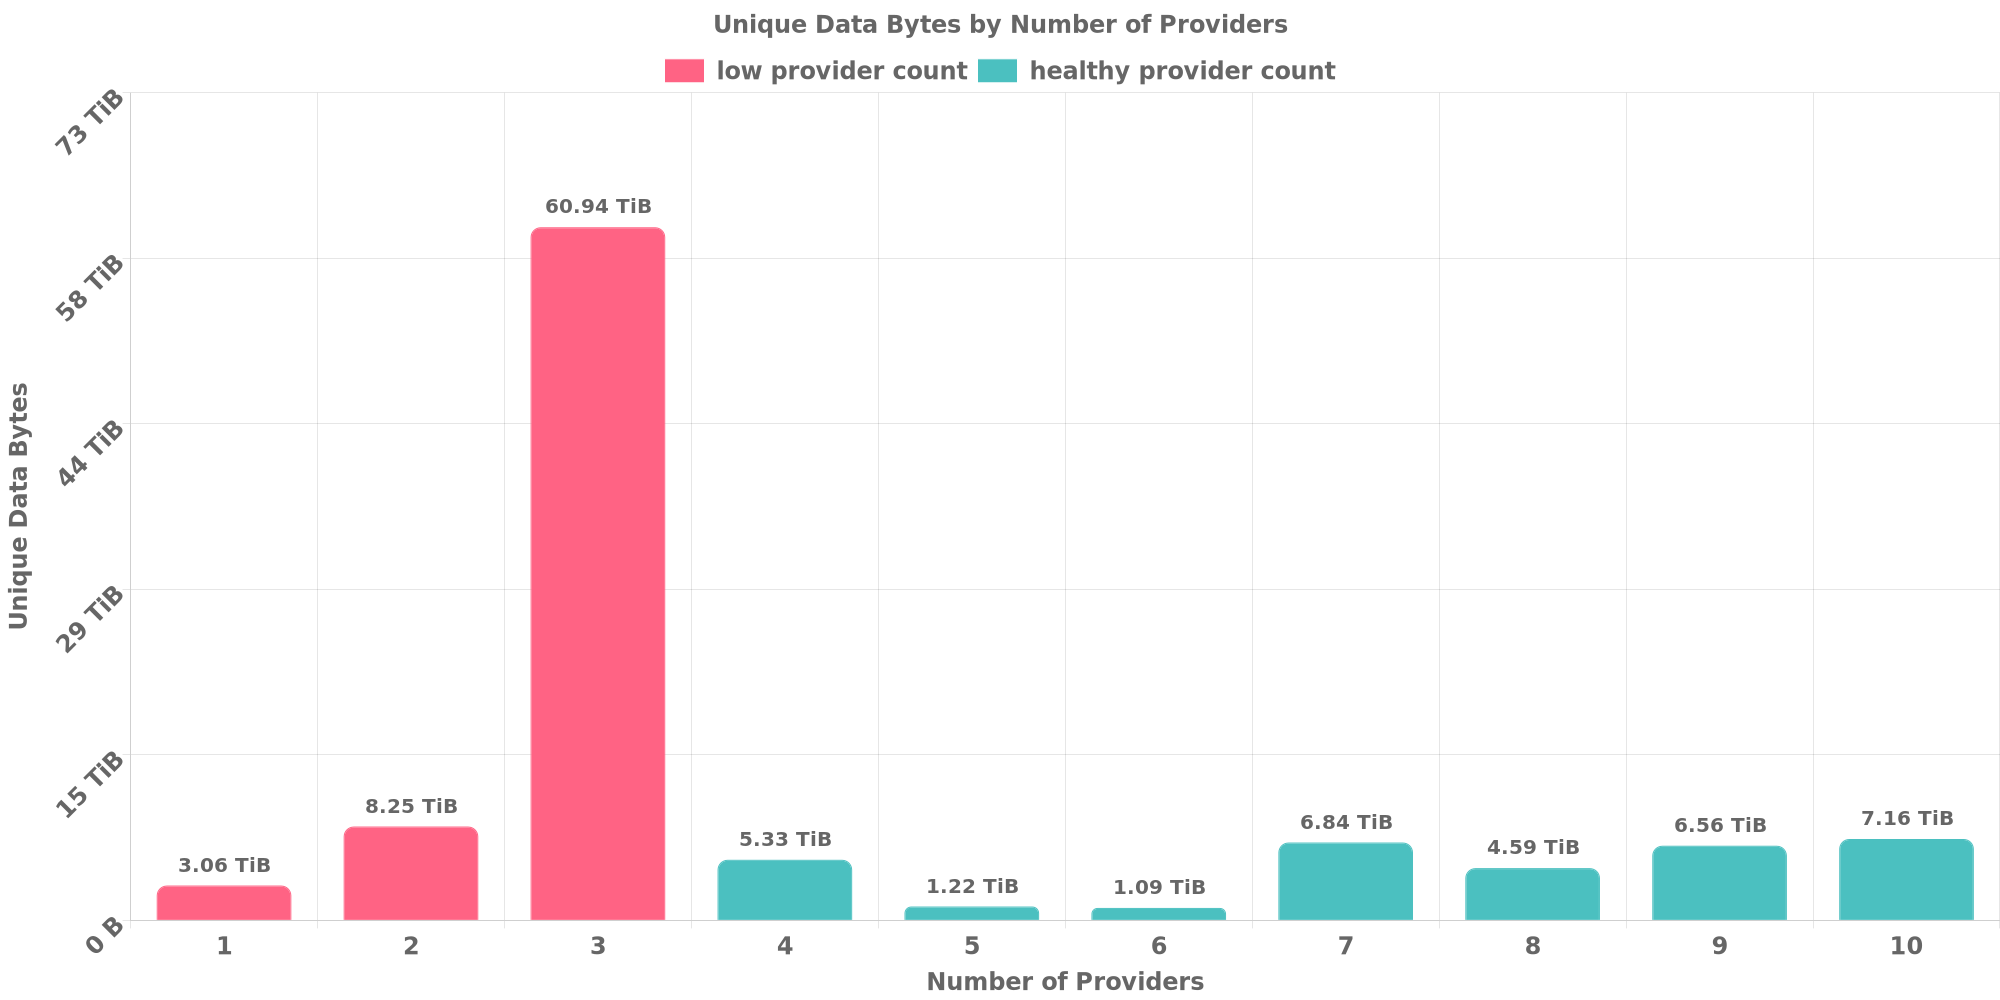 Unique Data Bytes by Number of Providers
low provider count
healthy provider count
Unique Data Bytes
73 TiB
58 TiB
44 TiB
29 TiB
15 TiB
0 B
3.06 TiB
8.25 TiB
60.94 TiB
5.33 TiB
1.22 TiB
1.09 TiB
6.84 TiB
4.59 TiB
6.56 TiB
7.16 TiB
1 2 3 4 5 6 7 8 9 10
Number of Providers